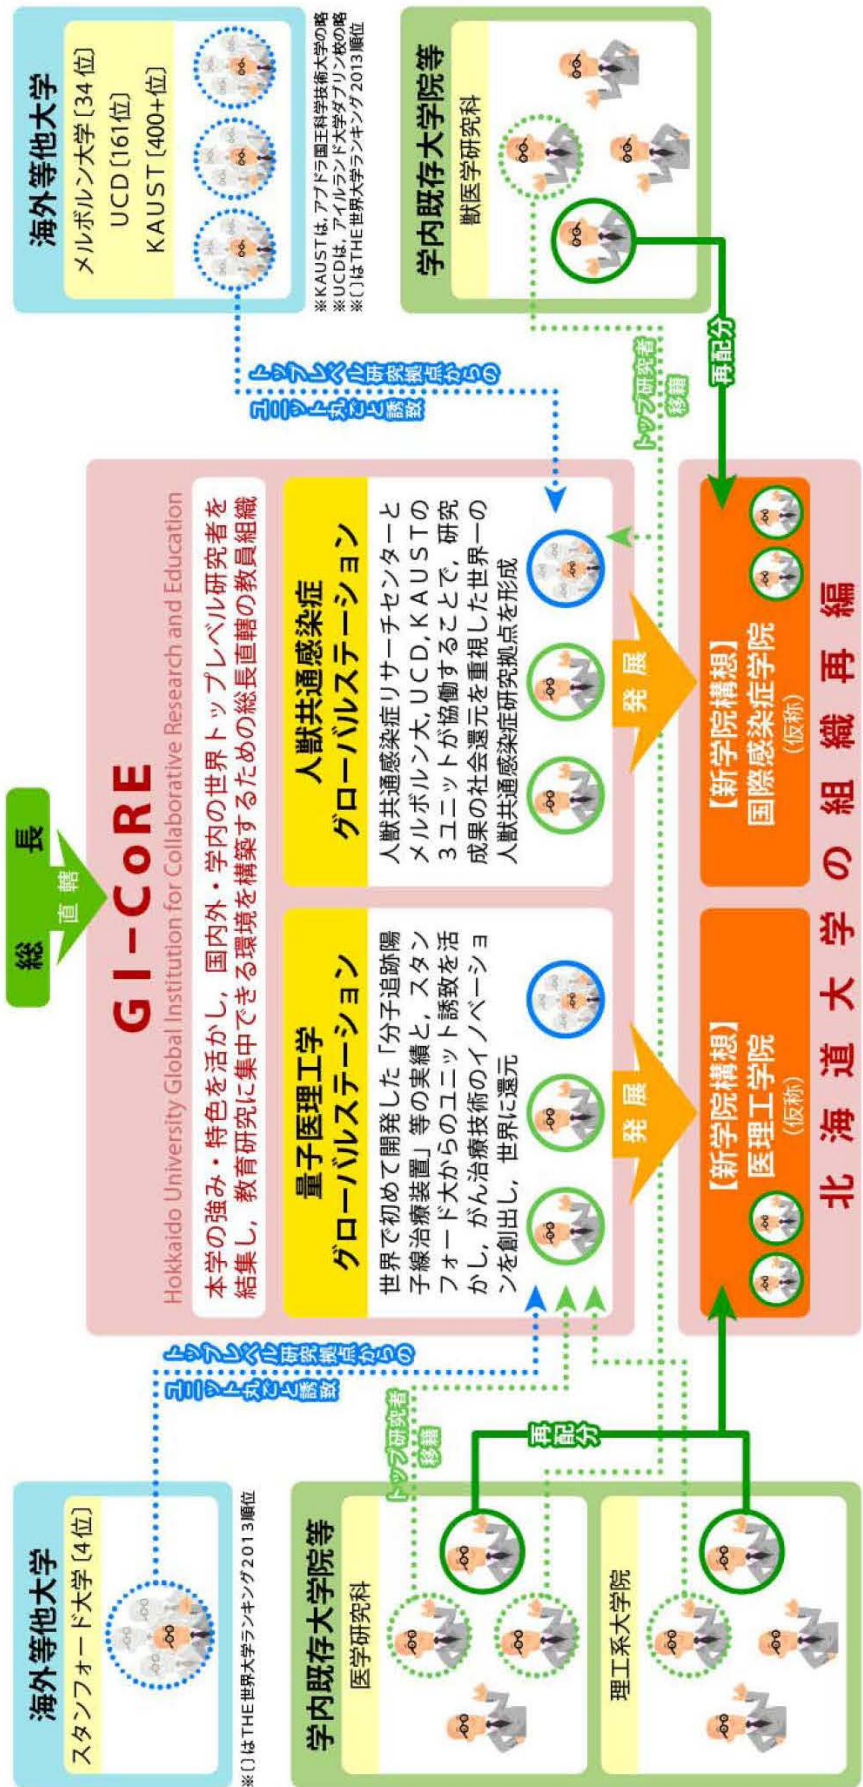 総長
直轄
GI-CoRE
Hokkaido University Global Institution for Collaborative Research and Education
本学の強み・特色を活かし，国内外・学内の世界トップレベル研究者を
結集し，教育研究に集中できる環境を構築するための総長直轄の教員組織
海外等他大学
スタンフォード大学〔4位〕
※〔〕はTHE世界大学ランキング2013順位
トップレベル研究拠点からの
ユニット丸ごと誘致
学内既存大学院等
医学研究科
理工系大学院
トップ研究者
移籍
再配分
量子医理工学
グローバルステーション
世界で初めて開発した「分子追跡陽
子線治療装置」等の実績と，スタン
フォード大からのユニット誘致を活
かし，がん治療技術のイノベーショ
ンを創出し，世界に還元
発展
【新学院構想】
医理工学院
(仮称)
人獣共通感染症
グローバルステーション
人獣共通感染症リサーチセンターと
メルボルン大，UCD，KAUSTの
3ユニットが協働することで，研究
成果の社会還元を重視した世界一の
人獣共通感染症研究拠点を形成
発展
【新学院構想】
国際感染症学院
(仮称)
北海道大学の組織再編
海外等他大学
メルボルン大学〔34位〕
UCD〔161位〕
KAUST〔400+位〕
※KAUSTは，アブドラ国王科学技術大学の略
※UCDは，アイルランド大学ダブリン校の略
※〔〕はTHE世界大学ランキング2013順位
トップレベル研究拠点からの
ユニット丸ごと誘致
学内既存大学院等
獣医学研究科
トップ研究者
移籍
再配分